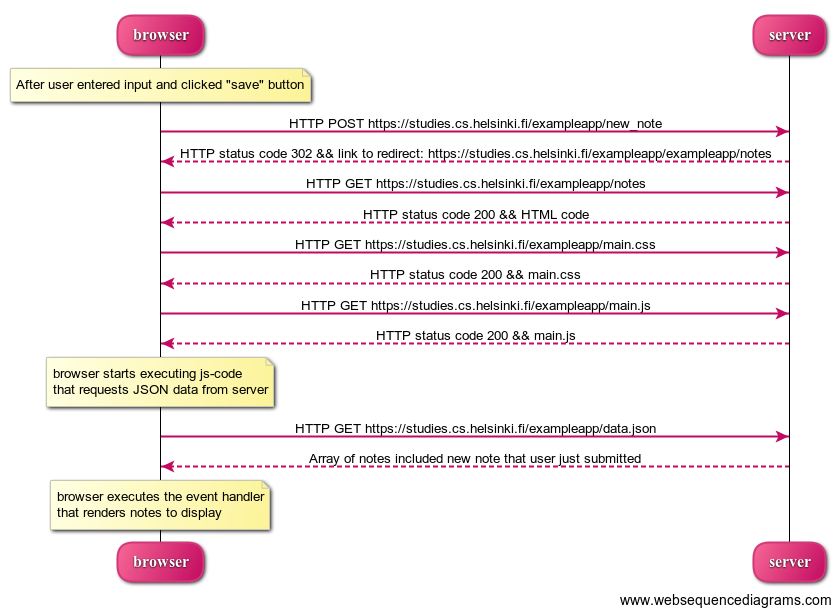 browser
server
After user entered input and clicked "save" button
HTTP POST https://studies.cs.helsinki.fi/exampleapp/new_note
HTTP status code 302 && link to redirect: https://studies.cs.helsinki.fi/exampleapp/exampleapp/notes
HTTP GET https://studies.cs.helsinki.fi/exampleapp/notes
HTTP status code 200 && HTML code
HTTP GET https://studies.cs.helsinki.fi/exampleapp/main.css
HTTP status code 200 && main.css
HTTP GET https://studies.cs.helsinki.fi/exampleapp/main.js
HTTP status code 200 && main.js
browser starts executing js-code
that requests JSON data from server
HTTP GET https://studies.cs.helsinki.fi/exampleapp/data.json
Array of notes included new note that user just submitted
browser executes the event handler
that renders notes to display
browser
server
www.websequencediagrams.com